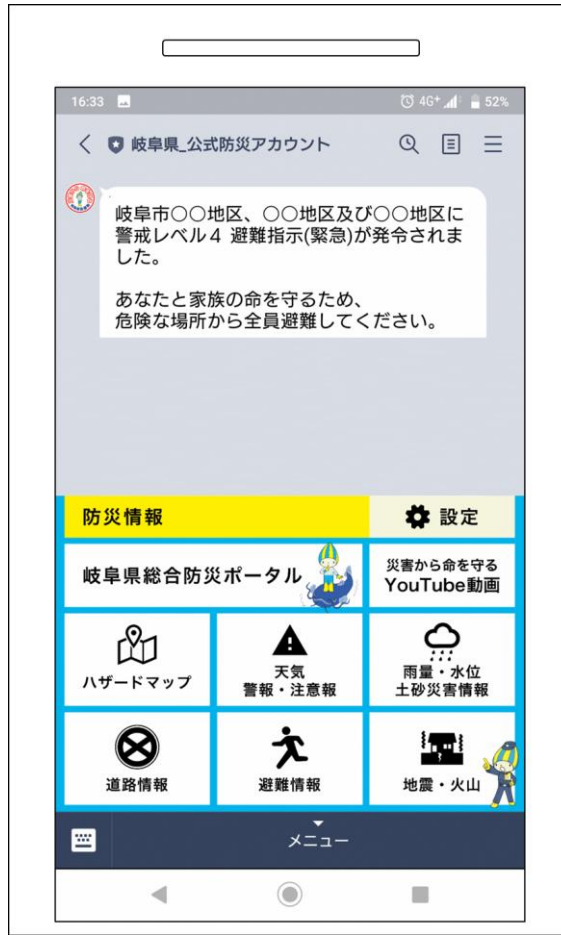 16:33
4G+
52%
岐阜県_公式防災アカウント
岐阜市○○地区、○○地区及び○○地区に
警戒レベル４ 避難指示(緊急)が発令されま
した。
あなたと家族の命を守るため、
危険な場所から全員避難してください。
防災情報
設定
岐阜県総合防災ポータル
災害から命を守る
YouTube動画
ハザードマップ
天気
警報・注意報
雨量・水位
土砂災害情報
道路情報
避難情報
地震・火山
メニュー